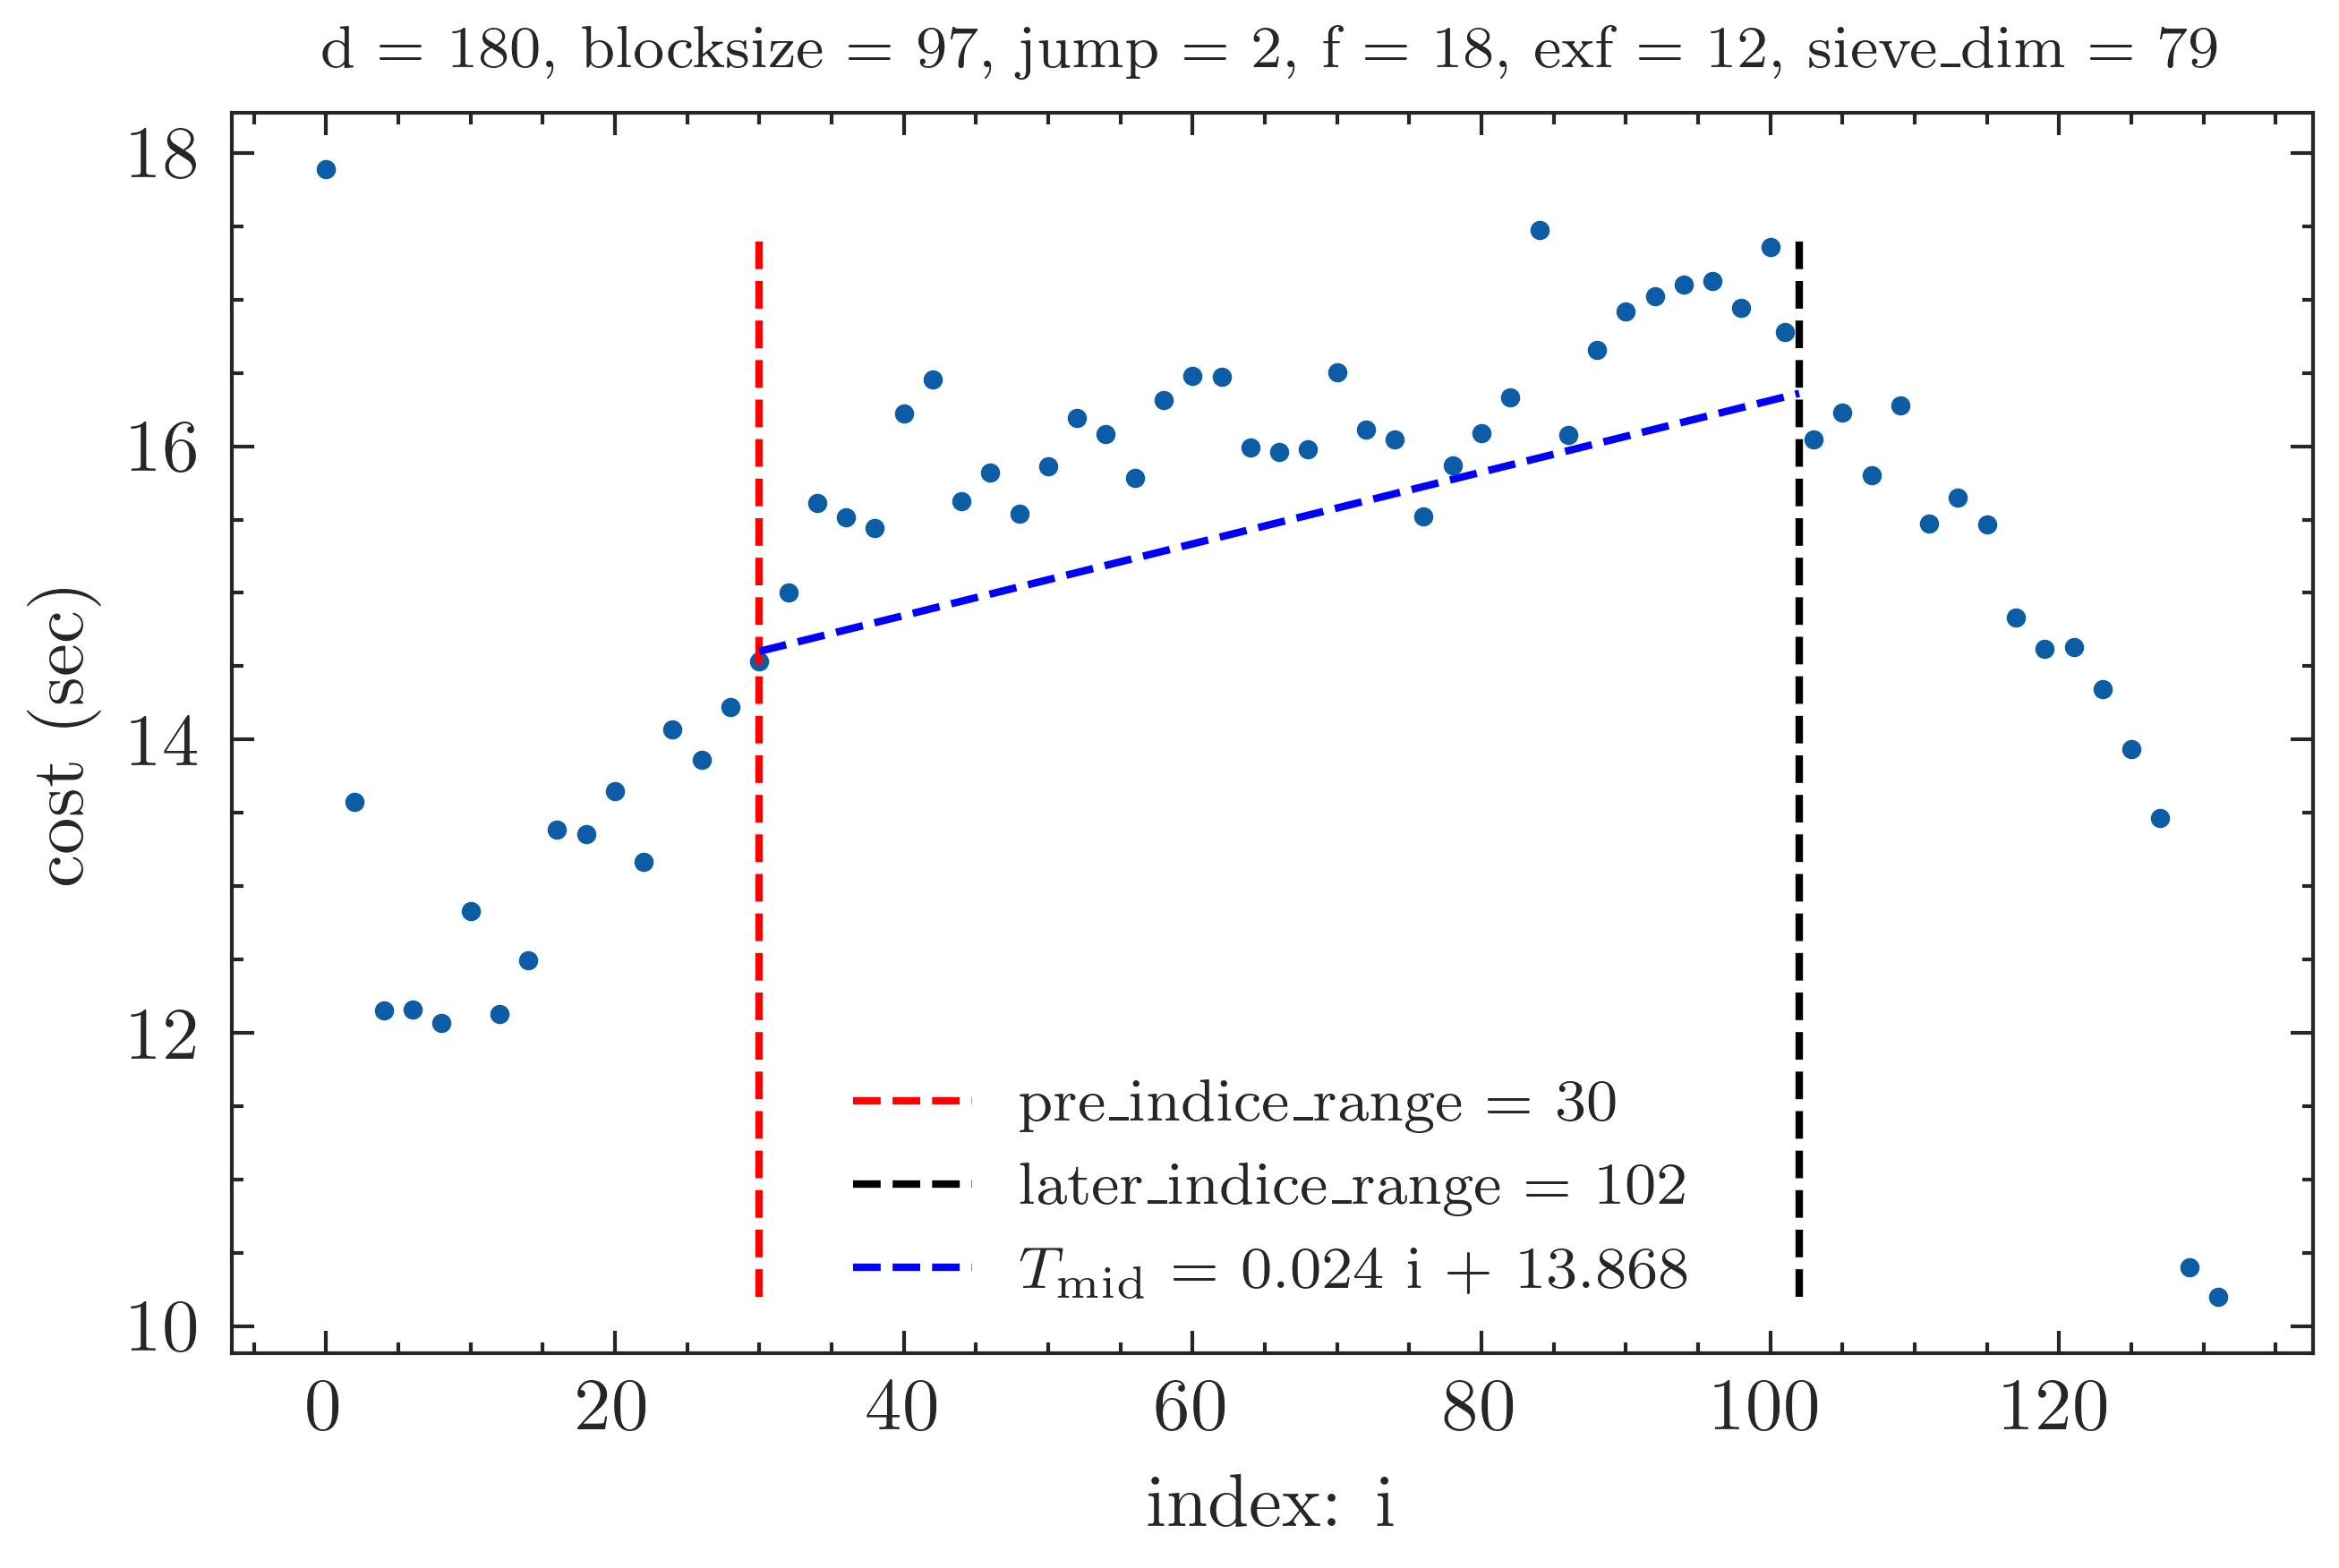 d = 180, blocksize = 97, jump = 2, f = 18, exf = 12, sieve_dim = 79
18
16
14
12
10
cost (sec)
pre_indice_range = 30
later_indice_range = 102
T_mid = 0.024 i + 13.868
0 20 40 60 80 100 120
index: i